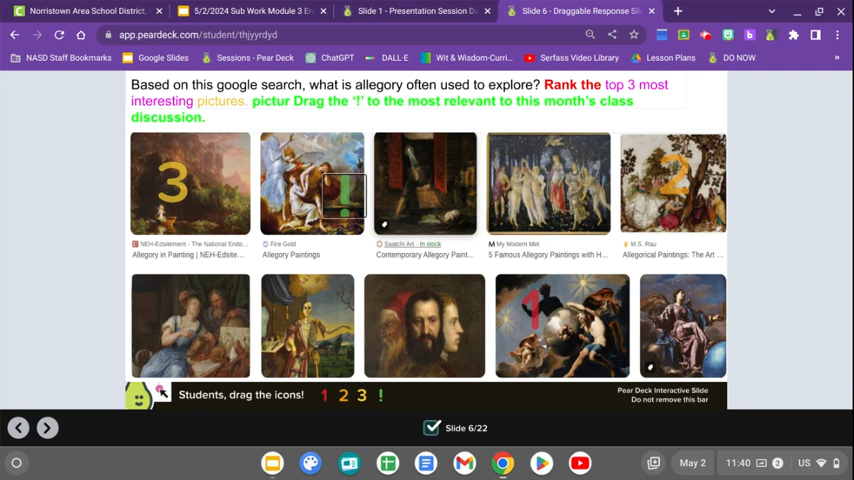 Norristown Area School District,
5/2/2024 Sub Work Module 3 En
Slide 1 - Presentation Session Da
Slide 6 - Draggable Response Sli
app.peardeck.com/student/thjyyrdyd
NASD Staff Bookmarks
Google Slides
Sessions - Pear Deck
ChatGPT
DALL·E
Wit & Wisdom-Curri...
Serfass Video Library
Lesson Plans
DO NOW
»
Based on this google search, what is allegory often used to explore? Rank the top 3 most
interesting pictures. pictur Drag the '!' to the most relevant to this month's class
discussion.
3
!
2
NEH-Edsitement - The National Endo...
Fire Gold
Saatchi Art - In stock
My Modern Met
M.S. Rau
Allegory in Painting | NEH-Edsite...
Allegory Paintings
Contemporary Allegory Paint...
5 Famous Allegory Paintings with H...
Allegorical Paintings: The Art ...
1
Students, drag the icons! 1 2 3 !
Pear Deck Interactive Slide
Do not remove this bar
Slide 6/22
May 2
11:40
2
US